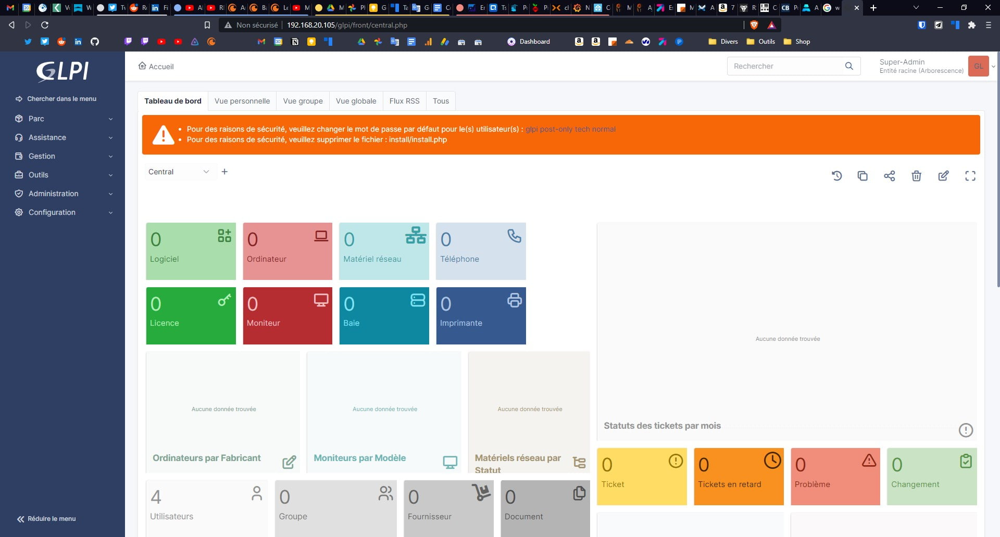 Non sécurisé 192.168.20.105/glpi/front/central.php
Dashboard Divers Outils Shop
GLPI
Accueil
Rechercher
Super-Admin
Entité racine (Arborescence)
GL
Chercher dans le menu
Parc
Assistance
Gestion
Outils
Administration
Configuration
Réduire le menu
Tableau de bord Vue personnelle Vue groupe Vue globale Flux RSS Tous
Pour des raisons de sécurité, veuillez changer le mot de passe par défaut pour le(s) utilisateur(s) : glpi post-only tech normal
Pour des raisons de sécurité, veuillez supprimer le fichier : install/install.php
Central
0
Logiciel
0
Ordinateur
0
Matériel réseau
0
Téléphone
0
Licence
0
Moniteur
0
Baie
0
Imprimante
Aucune donnée trouvée
Ordinateurs par Fabricant
Aucune donnée trouvée
Moniteurs par Modèle
Aucune donnée trouvée
Matériels réseau par
Statut
Aucune donnée trouvée
Statuts des tickets par mois
0
Ticket
0
Tickets en retard
0
Problème
0
Changement
4
Utilisateurs
0
Groupe
0
Fournisseur
0
Document